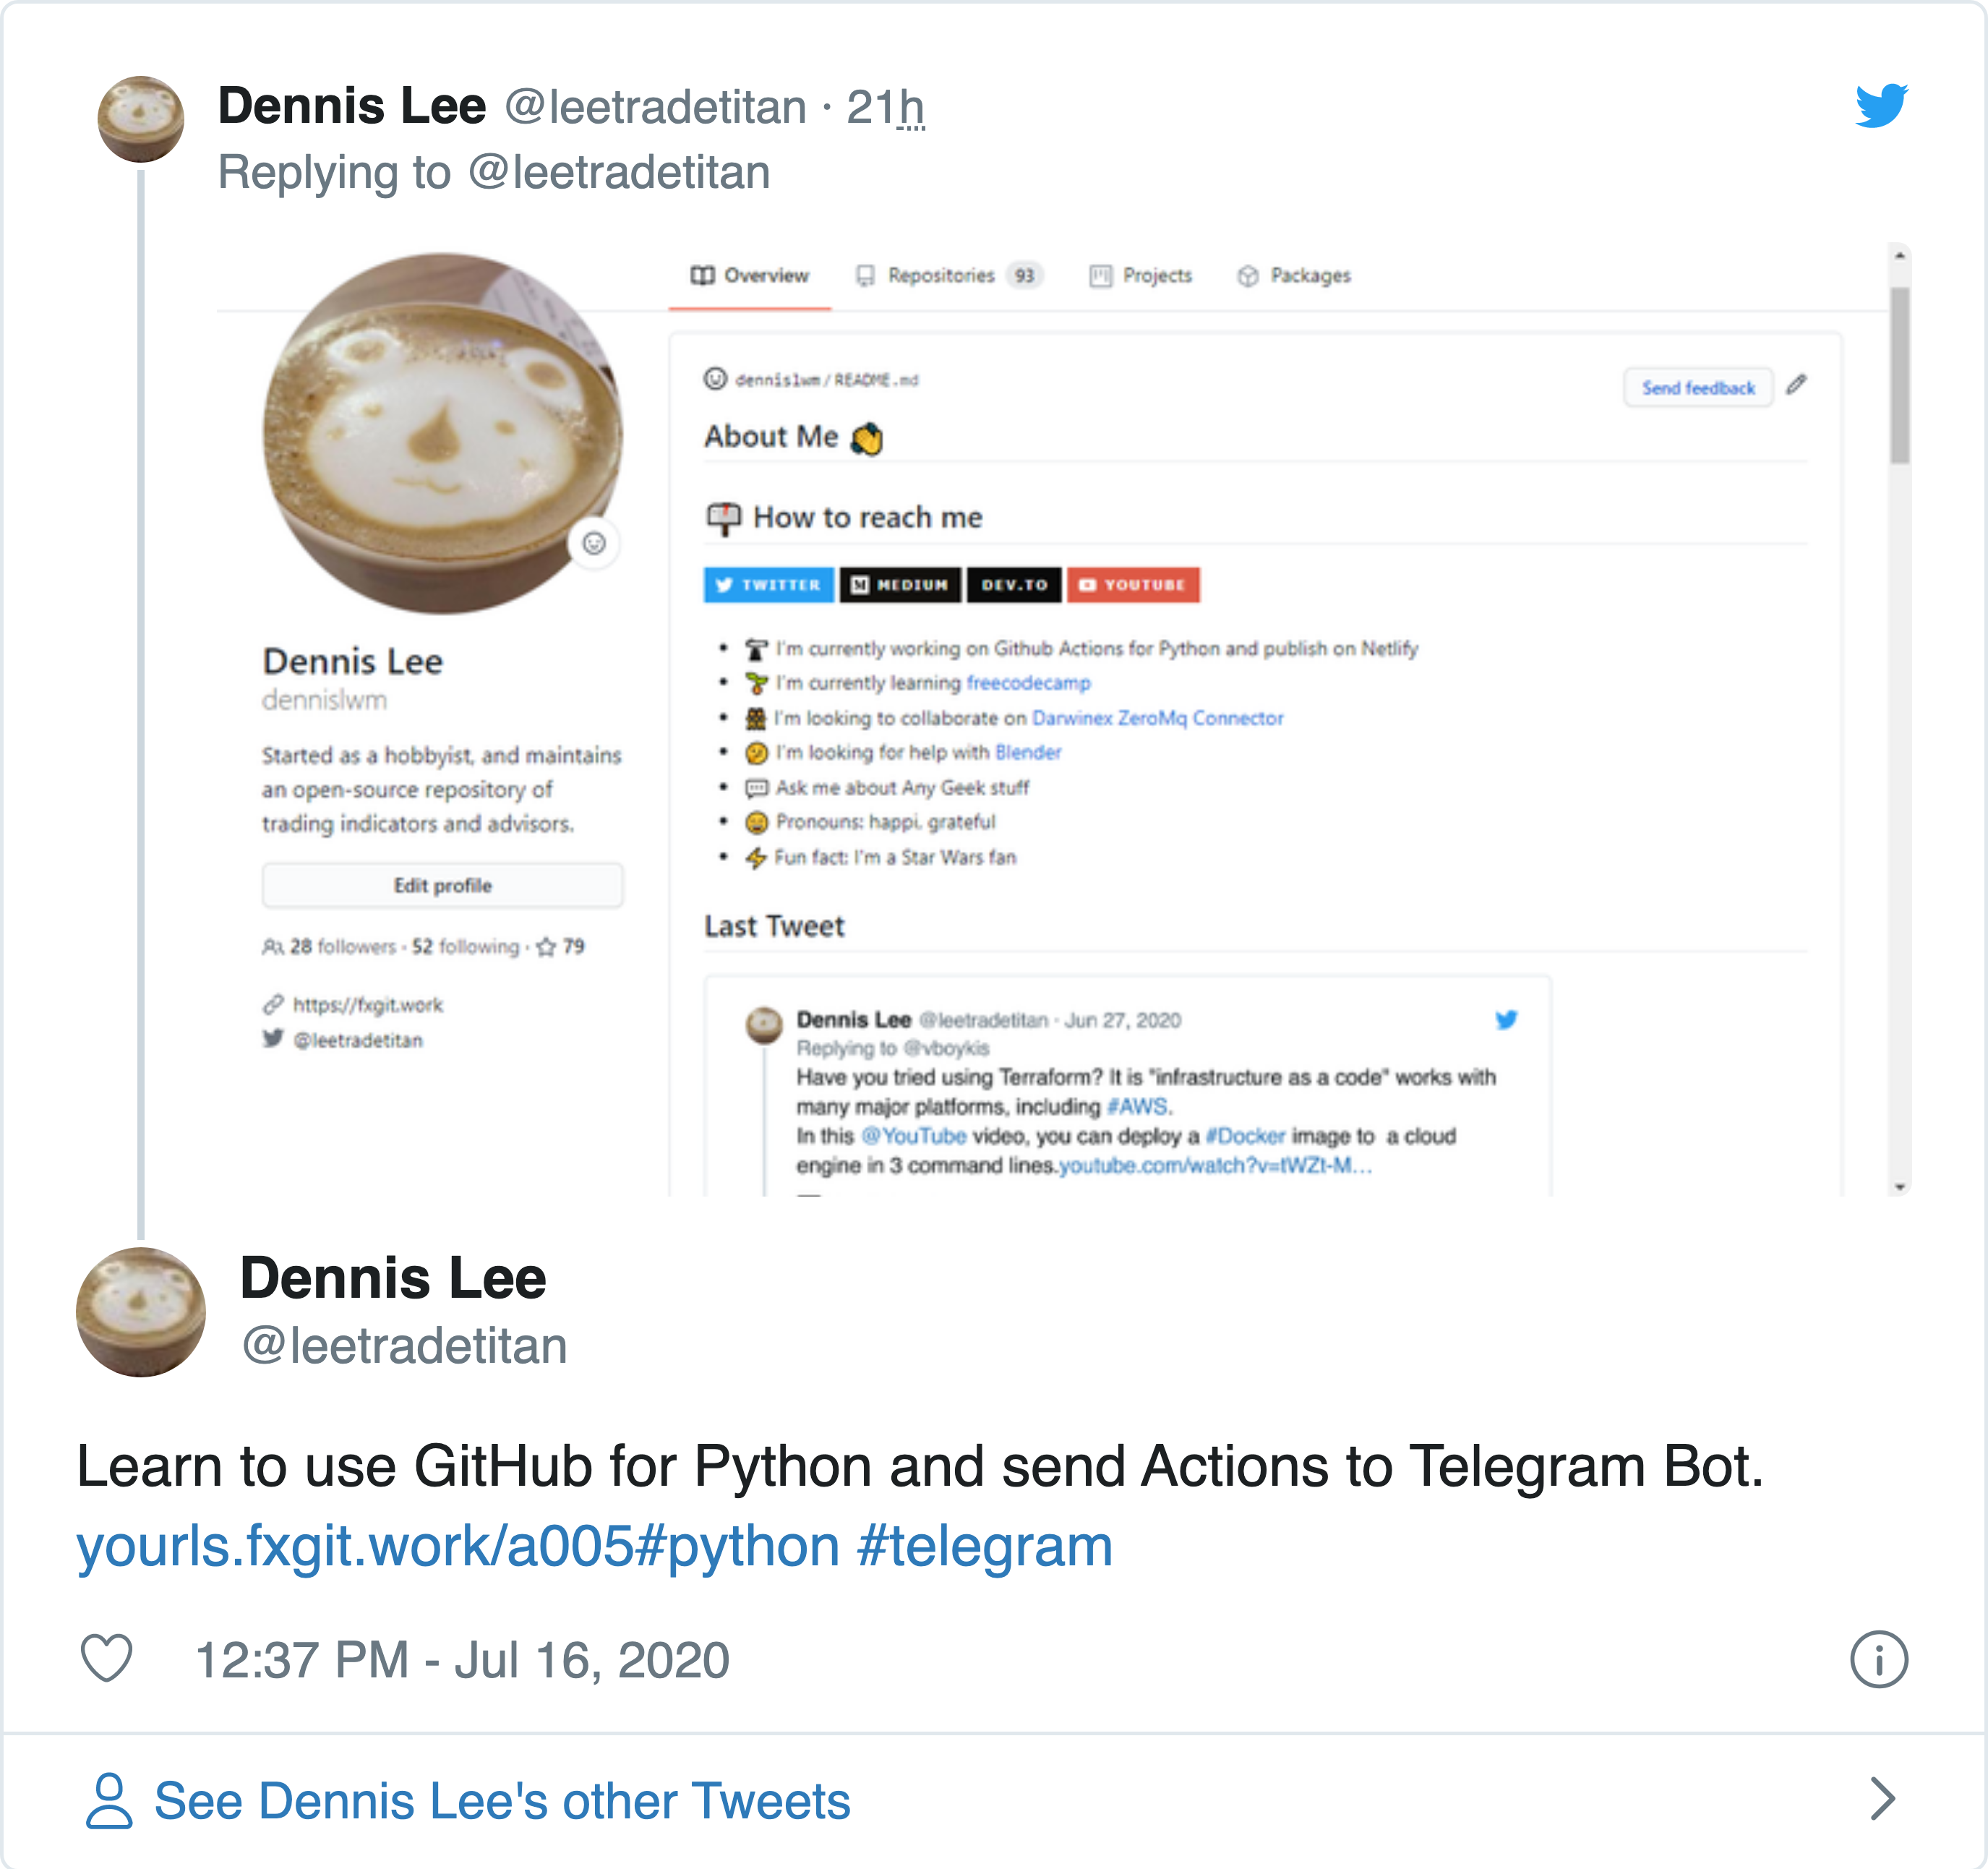 Dennis Lee @leetradetitan · 21h
Replying to @leetradetitan
Overview Repositories 93 Projects Packages
dennislwm / README.md
Send feedback
About Me
How to reach me
TWITTER MEDIUM DEV.TO YOUTUBE
• I'm currently working on Github Actions for Python and publish on Netlify
• I'm currently learning freecodecamp
• I'm looking to collaborate on Darwinex ZeroMq Connector
• I'm looking for help with Blender
• Ask me about Any Geek stuff
• Pronouns: happi, grateful
• Fun fact: I'm a Star Wars fan
Dennis Lee
dennislwm
Started as a hobbyist, and maintains
an open-source repository of
trading indicators and advisors.
Edit profile
28 followers · 52 following · 79
https://fxgit.work
@leetradetitan
Last Tweet
Dennis Lee @leetradetitan · Jun 27, 2020
Replying to @vboykis
Have you tried using Terraform? It is "infrastructure as a code" works with
many major platforms, including #AWS.
In this @YouTube video, you can deploy a #Docker image to a cloud
engine in 3 command lines.youtube.com/watch?v=tWZt-M…
Dennis Lee
@leetradetitan
Learn to use GitHub for Python and send Actions to Telegram Bot.
yourls.fxgit.work/a005#python #telegram
12:37 PM - Jul 16, 2020
See Dennis Lee's other Tweets